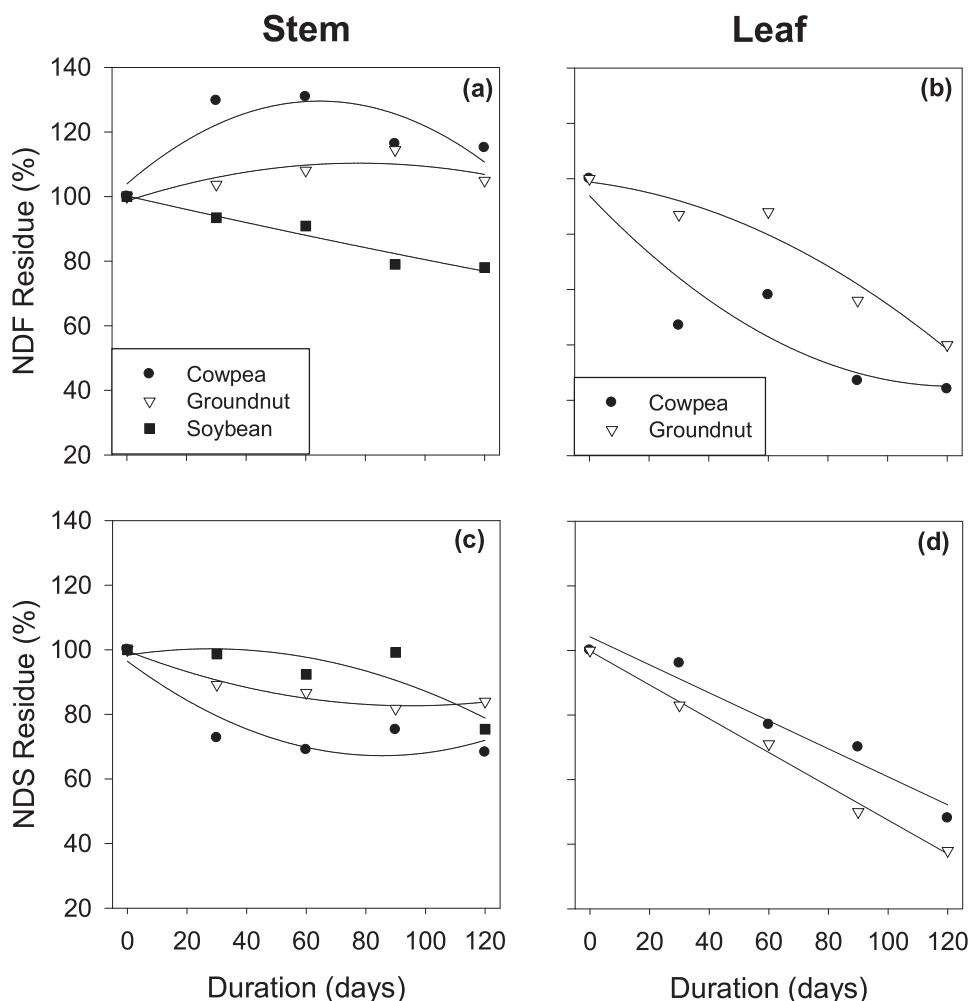 Stem
Leaf
NDF Residue (%)
140
120
100
80
60
40
20
(a)
Cowpea
Groundnut
Soybean
(b)
Cowpea
Groundnut
NDS Residue (%)
140
120
100
80
60
40
20
(c)
(d)
0 20 40 60 80 100 120
0 20 40 60 80 100 120
Duration (days)
Duration (days)